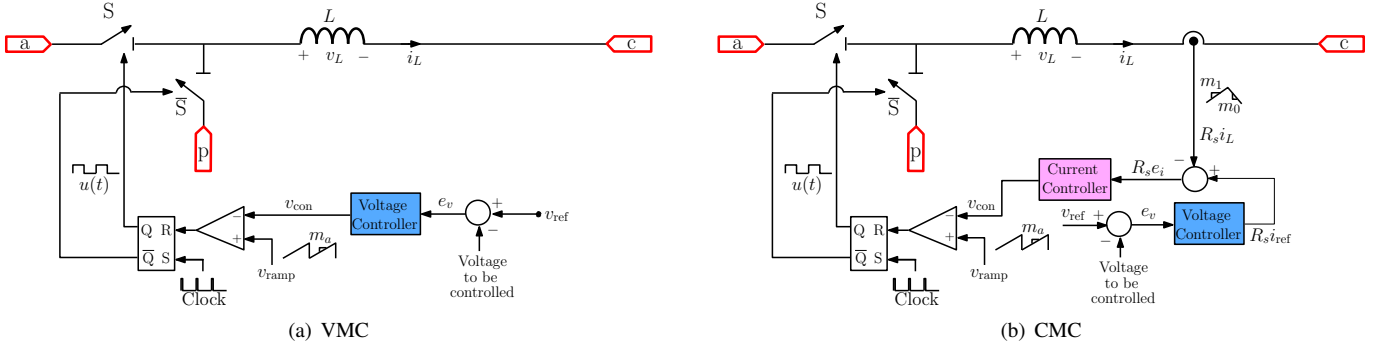 S
L
a
+ v_L −
i_L
c
S̅
p
u(t)
v_con
Voltage
Controller
e_v
+
v_ref
−
Q R
−
+
m_a
Q̅ S
v_ramp
Voltage
to be
controlled
Clock
(a) VMC
S
L
a
+ v_L −
i_L
c
m_1
m_0
S̅
p
R_s i_L
u(t)
Current
Controller
R_s e_i
−
+
v_con
v_ref
+
e_v
Voltage
Controller
−
R_s i_ref
Q R
−
+
m_a
Q̅ S
v_ramp
Voltage
to be
controlled
Clock
(b) CMC